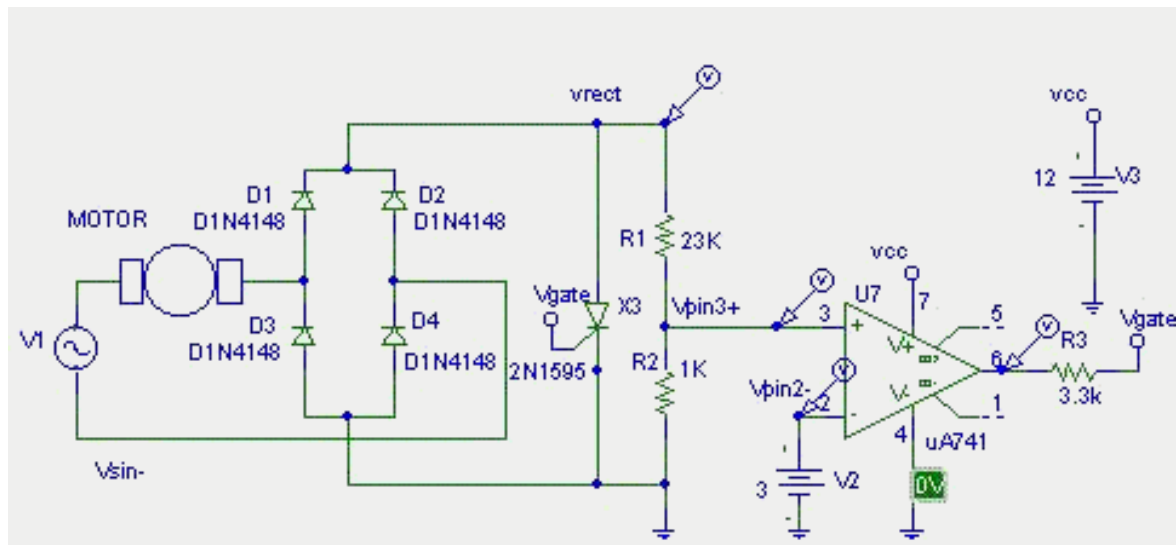 vrect
V
vcc
12
V3
D1
D1N4148
D2
D1N4148
MOTOR
R1
23K
vcc
Vgate
X3
Vpin3+
V
U7
7
5
3
+
V+
V
R3
Vgate
D3
D1N4148
D4
D1N4148
V1
2N1595
R2
1K
Vpin2-
V
2
-
V-
6
3.3k
1
4
uA741
Vsin-
3
V2
0V